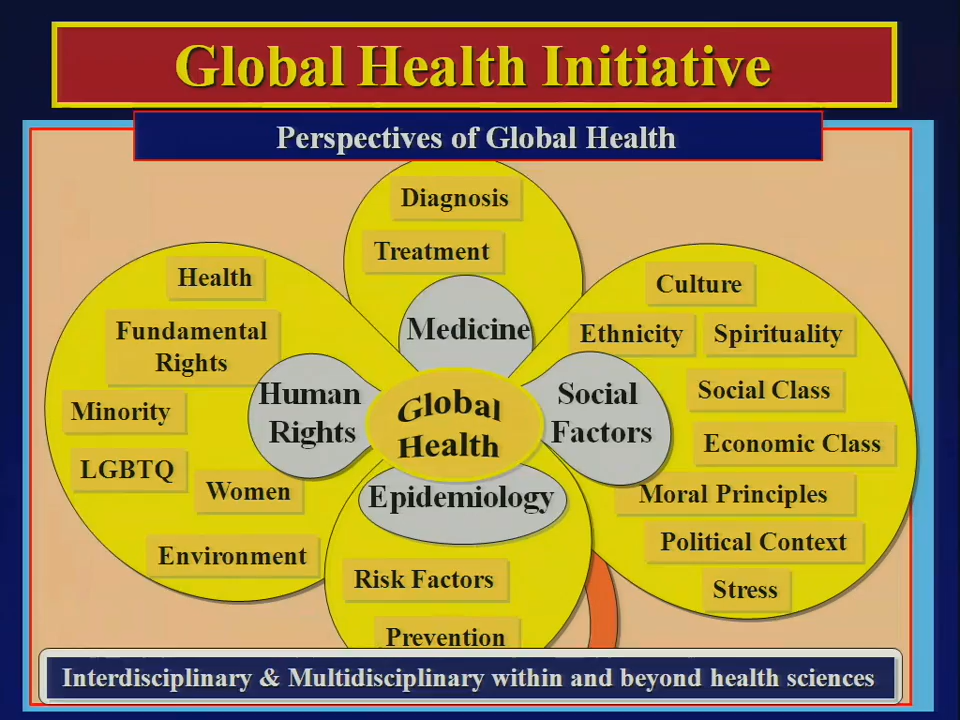 Global Health Initiative
Perspectives of Global Health
Diagnosis
Treatment
Medicine
Health
Fundamental
Rights
Minority
LGBTQ
Women
Environment
Human
Rights
Global
Health
Social
Factors
Culture
Ethnicity
Spirituality
Social Class
Economic Class
Moral Principles
Political Context
Stress
Epidemiology
Risk Factors
Prevention
Interdisciplinary & Multidisciplinary within and beyond health sciences